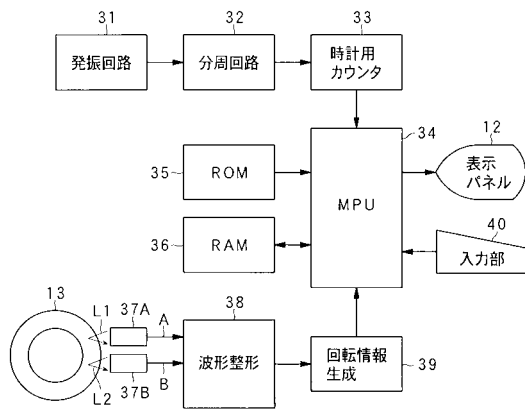 31
32
33
発振回路
分周回路
時計用
カウンタ
34
12
35
ROM
MPU
表示
パネル
36
RAM
40
入力部
13
L1
37A
A
38
波形整形
回転情報
生成
39
L2
37B
B